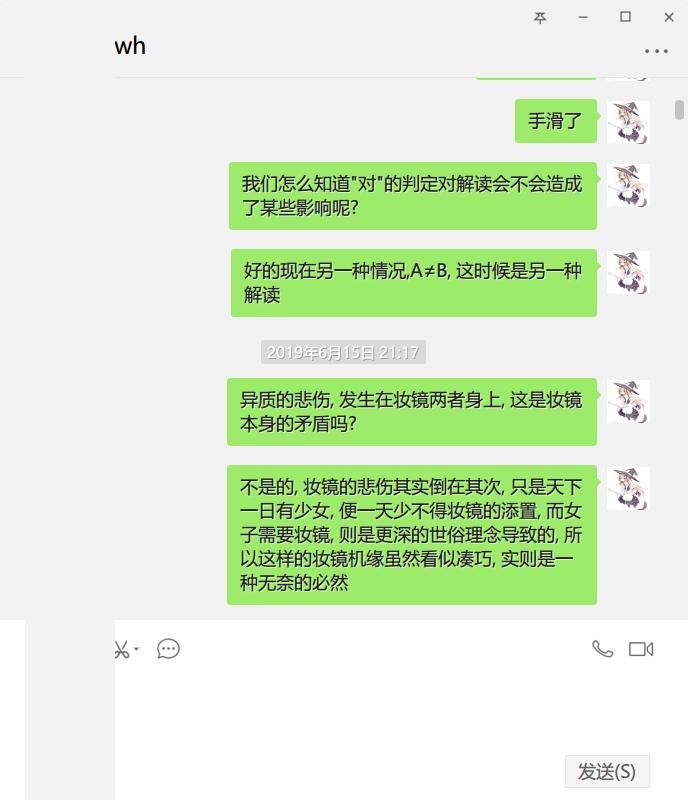 wh
手滑了
我们怎么知道"对"的判定对解读会不会造成
了某些影响呢?
好的现在另一种情况,A≠B, 这时候是另一种
解读
2019年6月15日 21:17
异质的悲伤, 发生在妆镜两者身上, 这是妆镜
本身的矛盾吗?
不是的, 妆镜的悲伤其实倒在其次, 只是天下
一日有少女, 便一天少不得妆镜的添置, 而女
子需要妆镜, 则是更深的世俗理念导致的, 所
以这样的妆镜机缘虽然看似凑巧, 实则是一
种无奈的必然
发送(S)